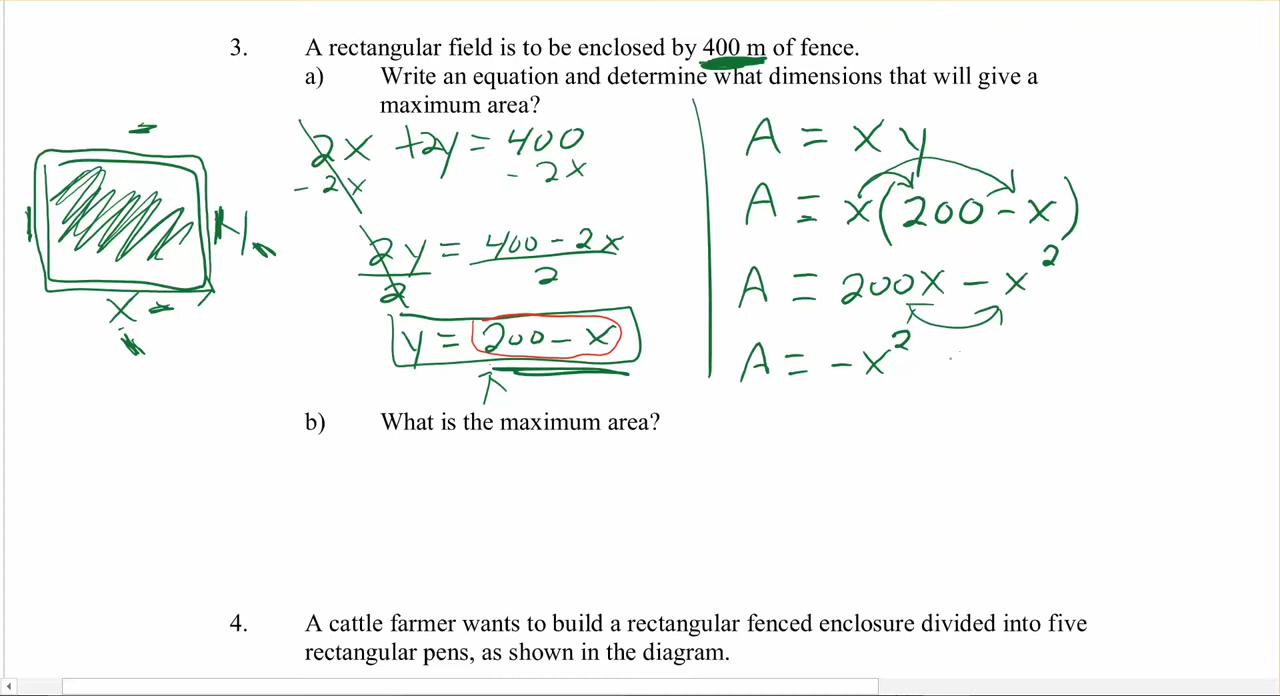 3. A rectangular field is to be enclosed by 400 m of fence.
a) Write an equation and determine what dimensions that will give a
maximum area?
2x + 2y = 400
- 2x - 2x
2y = 400 - 2x
2 2
y = 200 - x
x
A = xy
A = x(200 - x)
A = 200x - x²
A = -x²
b) What is the maximum area?
4. A cattle farmer wants to build a rectangular fenced enclosure divided into five
rectangular pens, as shown in the diagram.